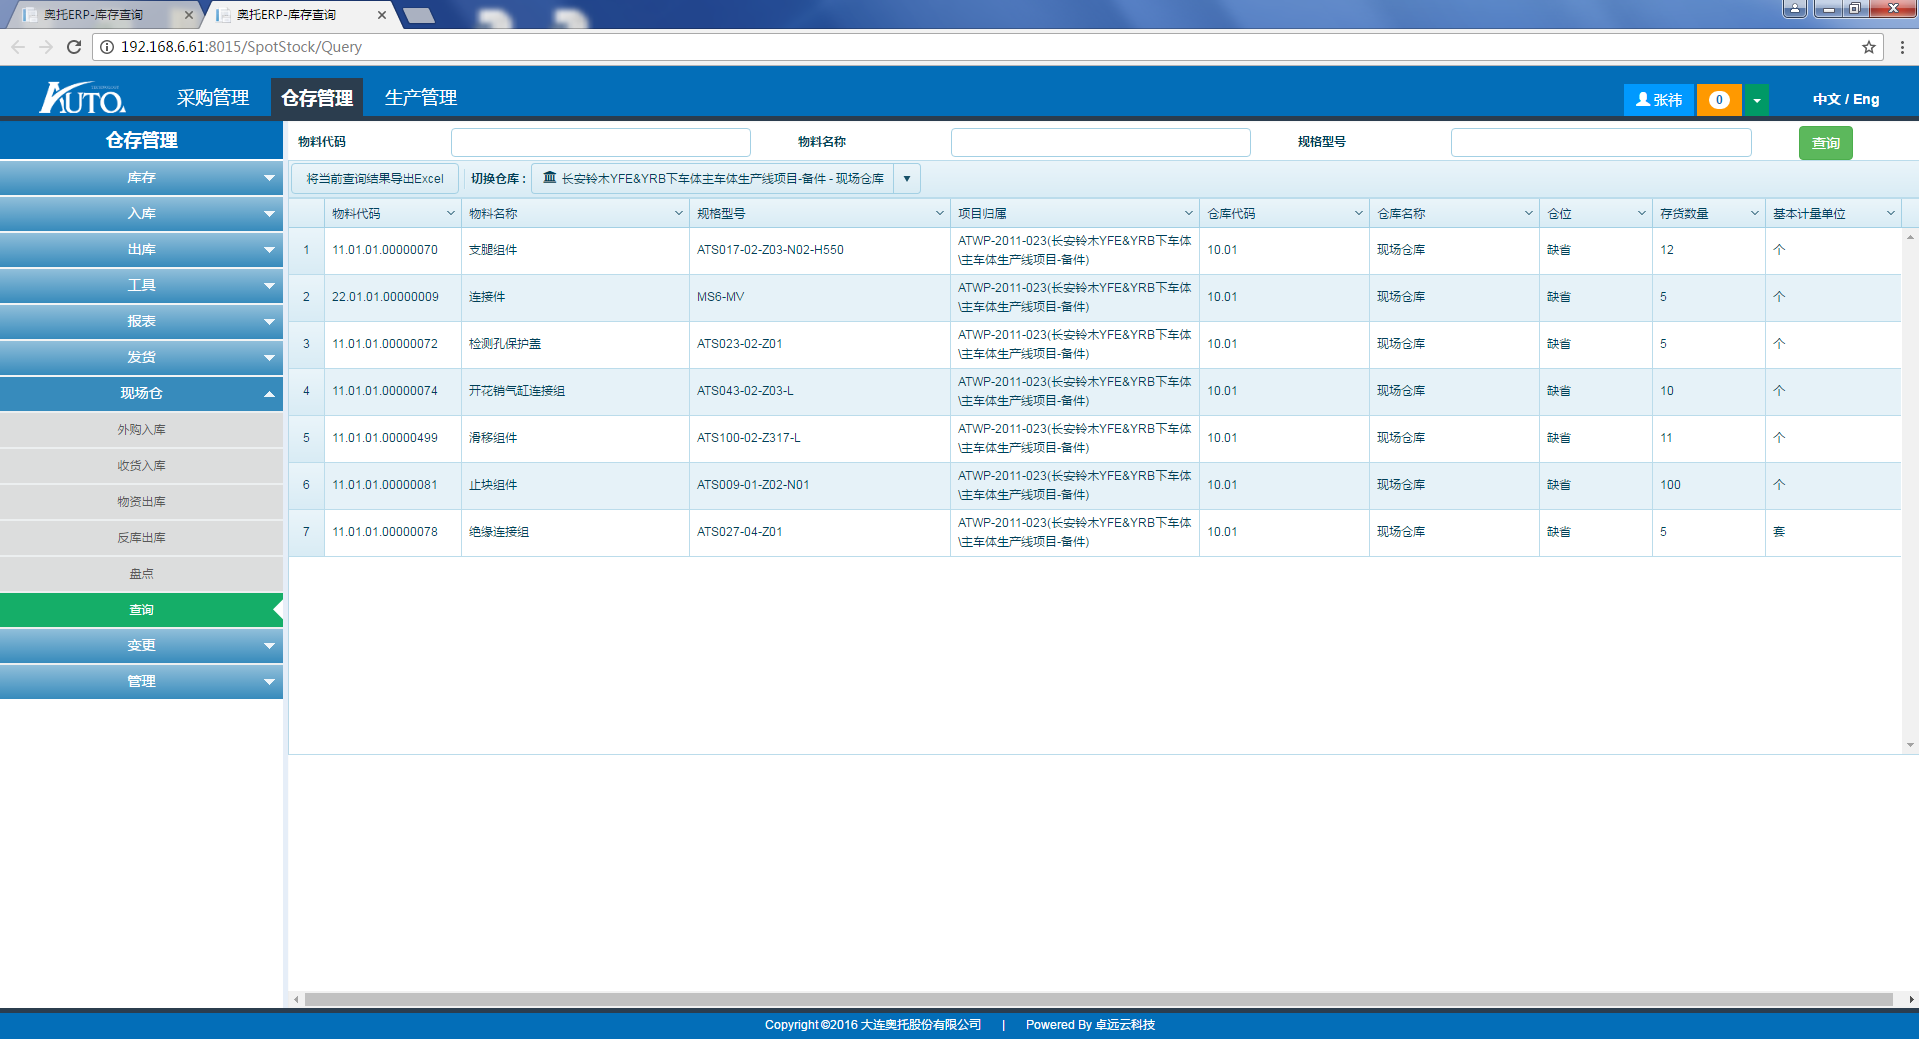 奥托ERP-库存查询
奥托ERP-库存查询
192.168.6.61:8015/SpotStock/Query
AUTO.
采购管理 仓存管理 生产管理
张祎 0 中文 / Eng
仓存管理
库存
入库
出库
工具
报表
发货
现场仓
外购入库
收货入库
物资出库
反库出库
盘点
查询
变更
管理
物料代码 物料名称 规格型号 查询
将当前查询结果导出Excel 切换仓库： 长安铃木YFE&YRB下车体主车体生产线项目-备件 - 现场仓库
物料代码 物料名称 规格型号 项目归属 仓库代码 仓库名称 仓位 存货数量 基本计量单位
1 11.01.01.00000070 支腿组件 ATS017-02-Z03-N02-H550 ATWP-2011-023(长安铃木YFE&YRB下车体
\主车体生产线项目-备件) 10.01 现场仓库 缺省 12 个
2 22.01.01.00000009 连接件 MS6-MV ATWP-2011-023(长安铃木YFE&YRB下车体
\主车体生产线项目-备件) 10.01 现场仓库 缺省 5 个
3 11.01.01.00000072 检测孔保护盖 ATS023-02-Z01 ATWP-2011-023(长安铃木YFE&YRB下车体
\主车体生产线项目-备件) 10.01 现场仓库 缺省 5 个
4 11.01.01.00000074 开花销气缸连接组 ATS043-02-Z03-L ATWP-2011-023(长安铃木YFE&YRB下车体
\主车体生产线项目-备件) 10.01 现场仓库 缺省 10 个
5 11.01.01.00000499 滑移组件 ATS100-02-Z317-L ATWP-2011-023(长安铃木YFE&YRB下车体
\主车体生产线项目-备件) 10.01 现场仓库 缺省 11 个
6 11.01.01.00000081 止块组件 ATS009-01-Z02-N01 ATWP-2011-023(长安铃木YFE&YRB下车体
\主车体生产线项目-备件) 10.01 现场仓库 缺省 100 个
7 11.01.01.00000078 绝缘连接组 ATS027-04-Z01 ATWP-2011-023(长安铃木YFE&YRB下车体
\主车体生产线项目-备件) 10.01 现场仓库 缺省 5 套
Copyright ©2016 大连奥托股份有限公司 | Powered By 卓远云科技